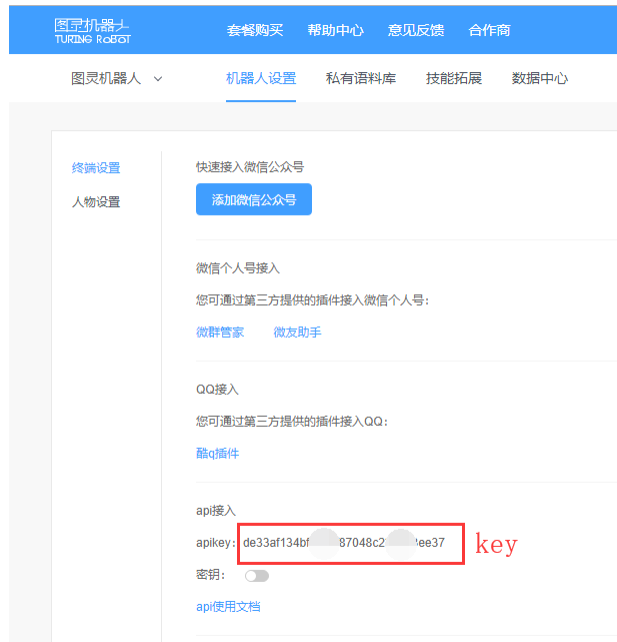 图灵机器人
TURING ROBOT
套餐购买 帮助中心 意见反馈 合作商
图灵机器人 机器人设置 私有语料库 技能拓展 数据中心
终端设置
人物设置
快速接入微信公众号
添加微信公众号
微信个人号接入
您可通过第三方提供的插件接入微信个人号：
微群管家 微友助手
QQ接入
您可通过第三方提供的插件接入QQ：
酷q插件
api接入
apikey: de33af134bf 87048c2 ee37 key
密钥：
api使用文档